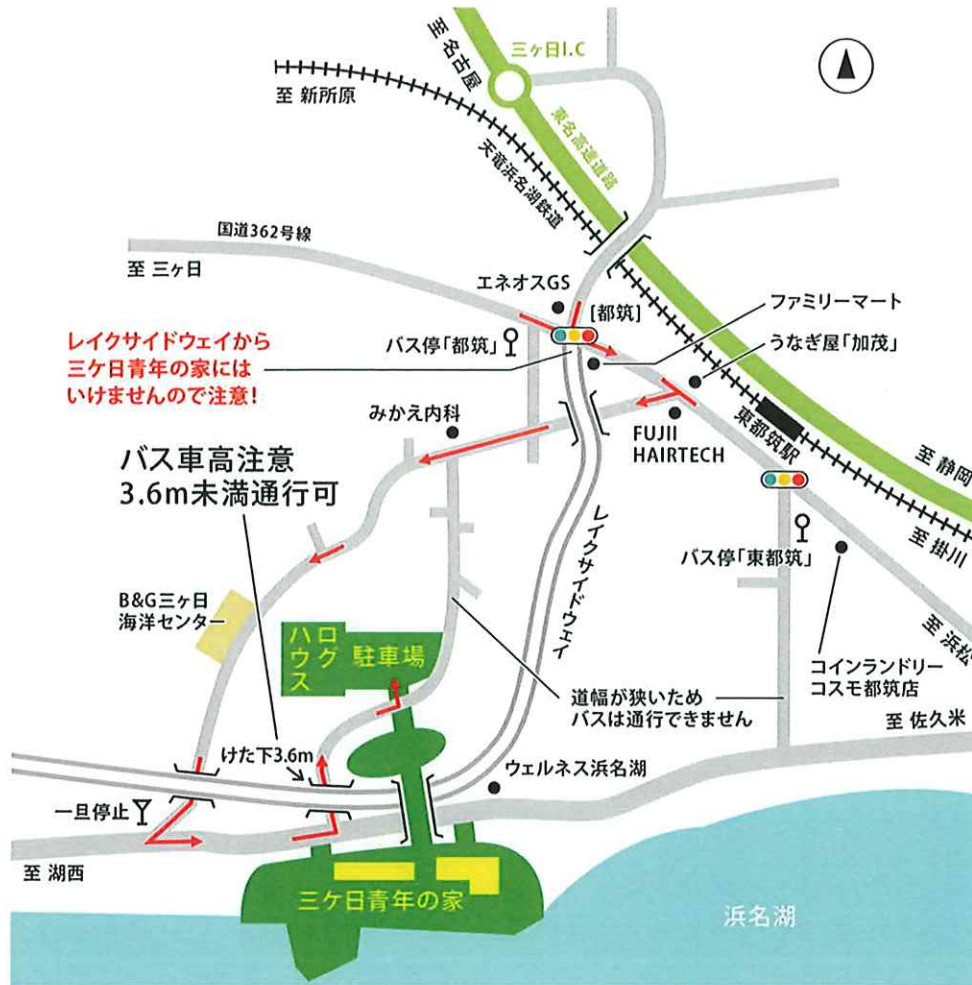 至 名古屋
三ヶ日I.C
至 新所原
東名高速道路
天竜浜名湖鉄道
国道362号線
至 三ヶ日
エネオスGS
[都筑]
ファミリーマート
バス停「都筑」
うなぎ屋「加茂」
レイクサイドウェイから
三ケ日青年の家には
いけませんので注意!
みかえ内科
FUJII
HAIRTECH
東都筑駅
至 静岡
至 掛川
バス車高注意
3.6m未満通行可
レイクサイドウェイ
バス停「東都筑」
B&G三ヶ日
海洋センター
至 浜松
ログ
ハウス
駐車場
コインランドリー
コスモ都筑店
道幅が狭いため
バスは通行できません
至 佐久米
けた下3.6m
ウェルネス浜名湖
一旦停止
至 湖西
三ケ日青年の家
浜名湖